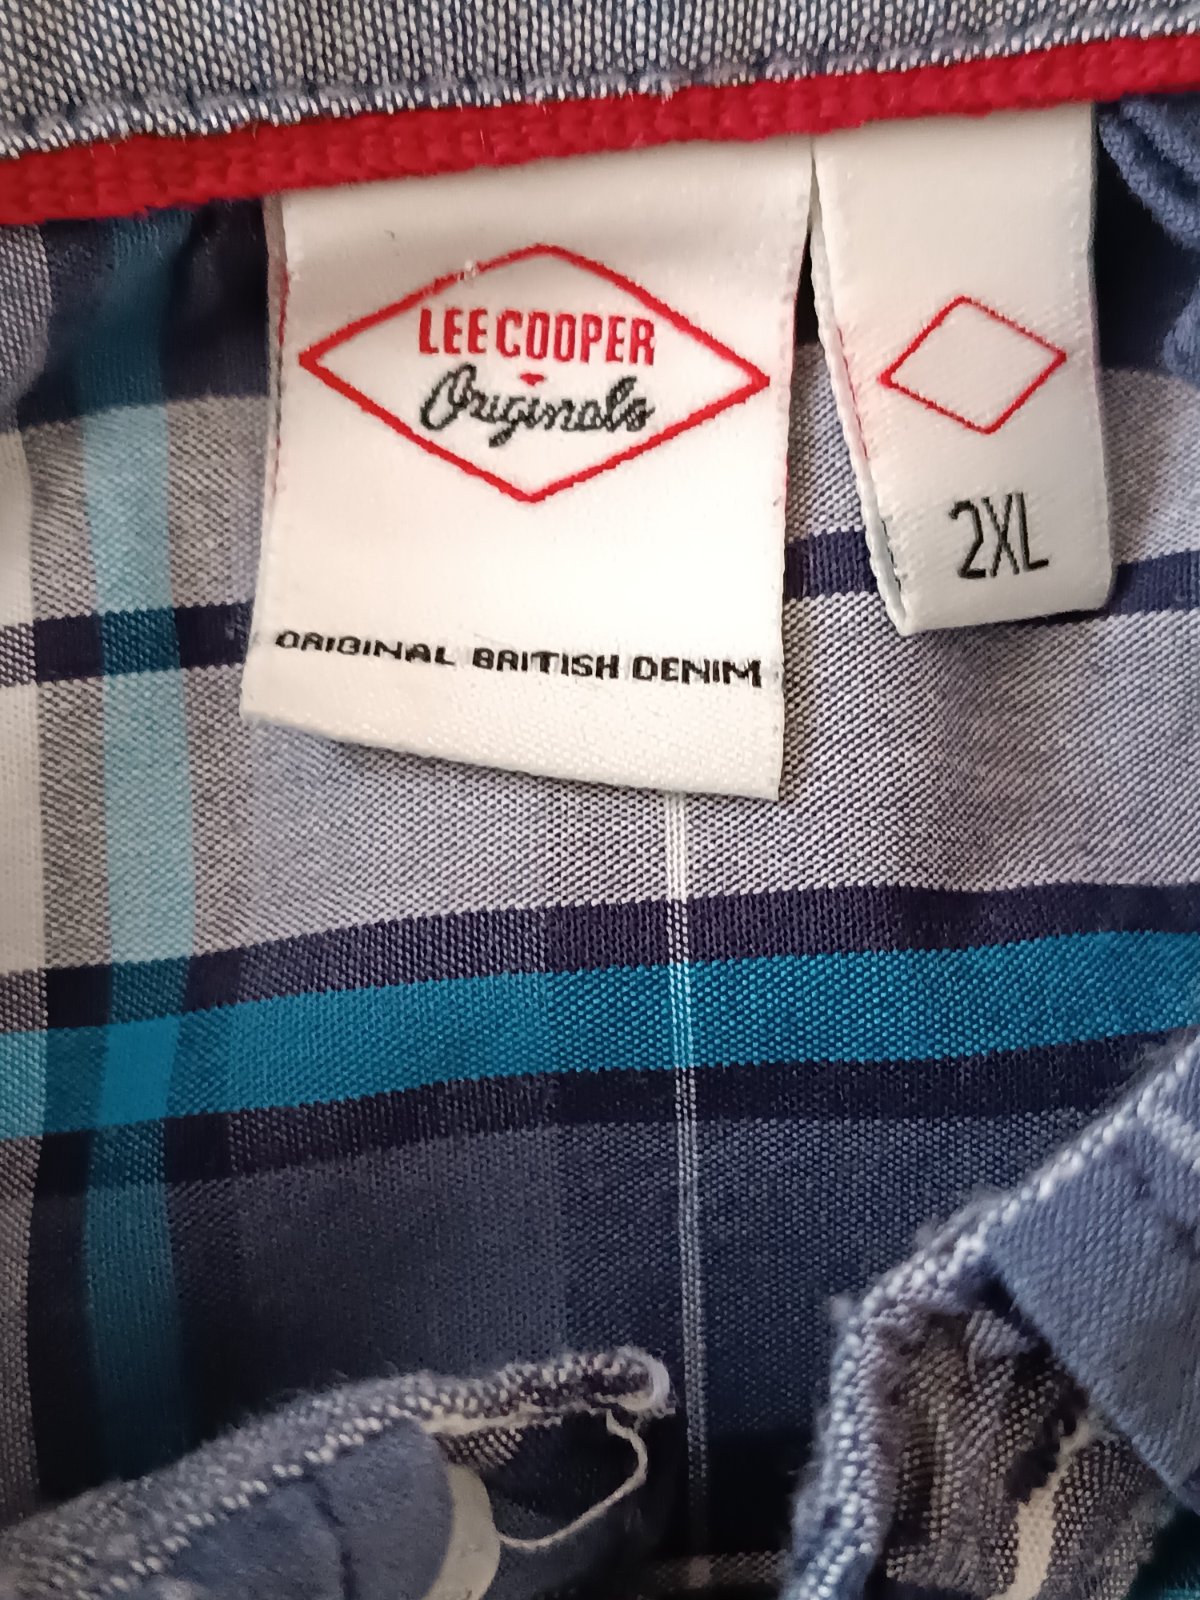 LEE COOPER
Originals
ORIGINAL BRITISH DENIM
2XL